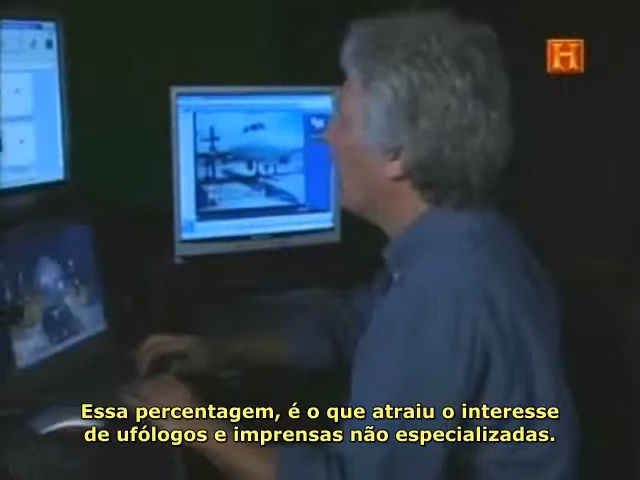 H
Essa percentagem, é o que atraiu o interesse
de ufólogos e imprensas não especializadas.